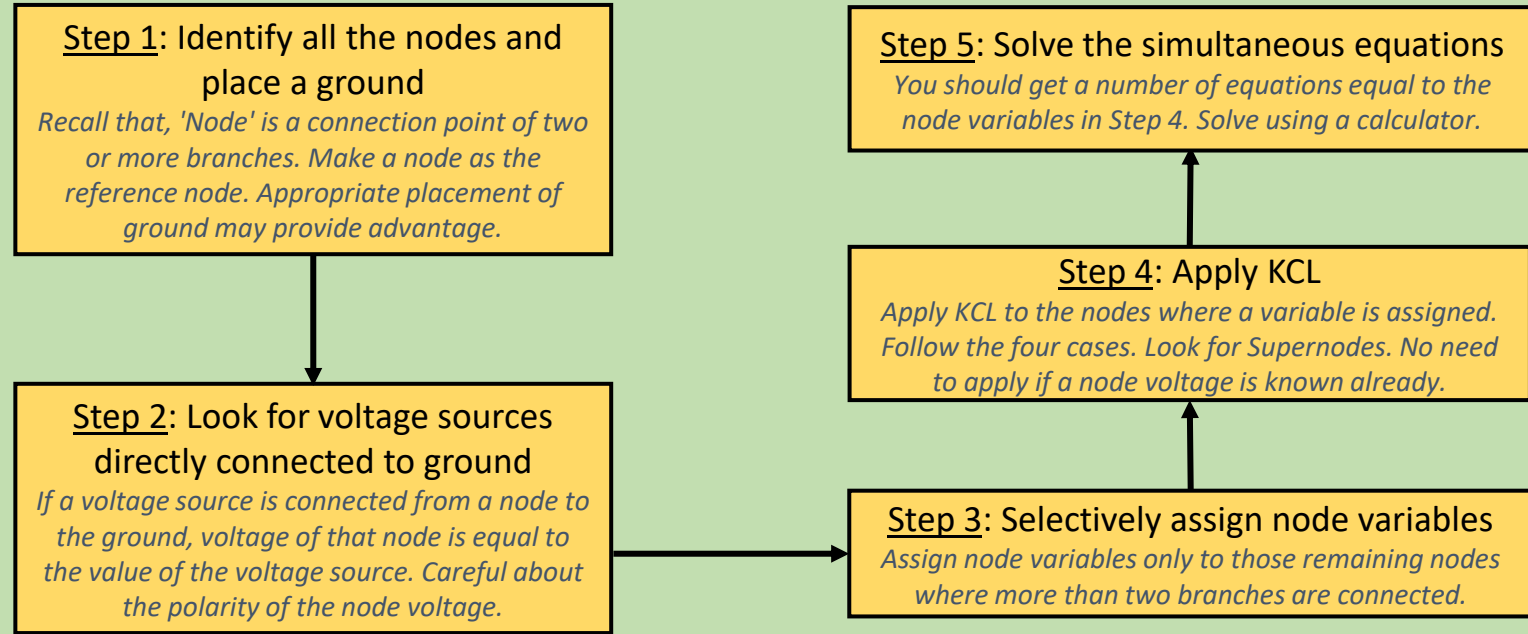 Step 1: Identify all the nodes and
place a ground
Recall that, 'Node' is a connection point of two
or more branches. Make a node as the
reference node. Appropriate placement of
ground may provide advantage.
Step 2: Look for voltage sources
directly connected to ground
If a voltage source is connected from a node to
the ground, voltage of that node is equal to
the value of the voltage source. Careful about
the polarity of the node voltage.
Step 3: Selectively assign node variables
Assign node variables only to those remaining nodes
where more than two branches are connected.
Step 4: Apply KCL
Apply KCL to the nodes where a variable is assigned.
Follow the four cases. Look for Supernodes. No need
to apply if a node voltage is known already.
Step 5: Solve the simultaneous equations
You should get a number of equations equal to the
node variables in Step 4. Solve using a calculator.